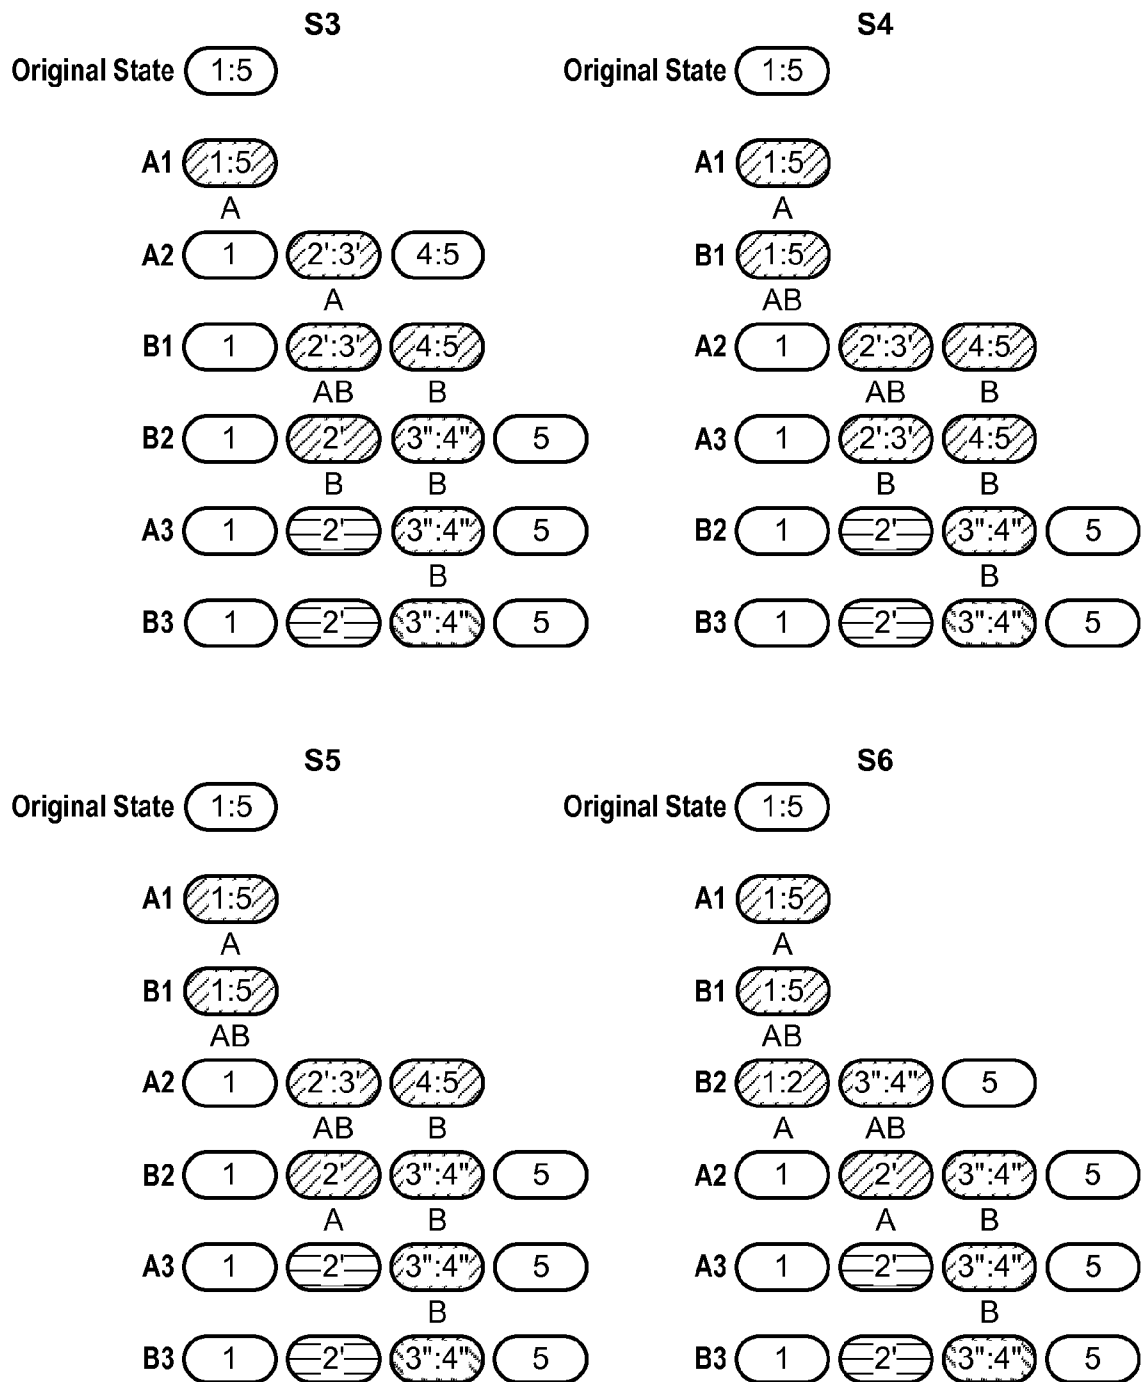 S3
Original State 1:5
A1 1:5
A
A2 1 2':3' 4:5
A
B1 1 2':3' 4:5
AB B
B2 1 2' 3":4" 5
B B
A3 1 2' 3":4" 5
B
B3 1 2' 3":4" 5
S4
Original State 1:5
A1 1:5
A
B1 1:5
AB
A2 1 2':3' 4:5
AB B
A3 1 2':3' 4:5
B B
B2 1 2' 3":4" 5
B
B3 1 2' 3":4" 5
S5
Original State 1:5
A1 1:5
A
B1 1:5
AB
A2 1 2':3' 4:5
AB B
B2 1 2' 3":4" 5
A B
A3 1 2' 3":4" 5
B
B3 1 2' 3":4" 5
S6
Original State 1:5
A1 1:5
A
B1 1:5
AB
B2 1:2 3":4" 5
A AB
A2 1 2' 3":4" 5
A B
A3 1 2' 3":4" 5
B
B3 1 2' 3":4" 5